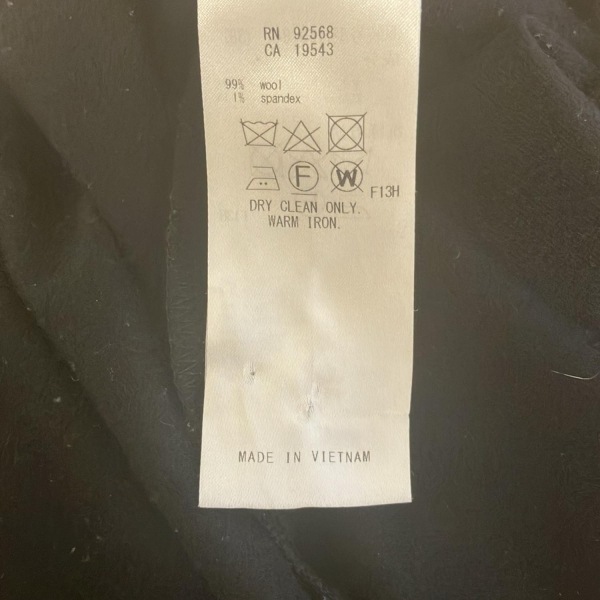 RN 92568
CA 19543
99% wool
1% spandex
F W F13H
DRY CLEAN ONLY.
WARM IRON.
MADE IN VIETNAM